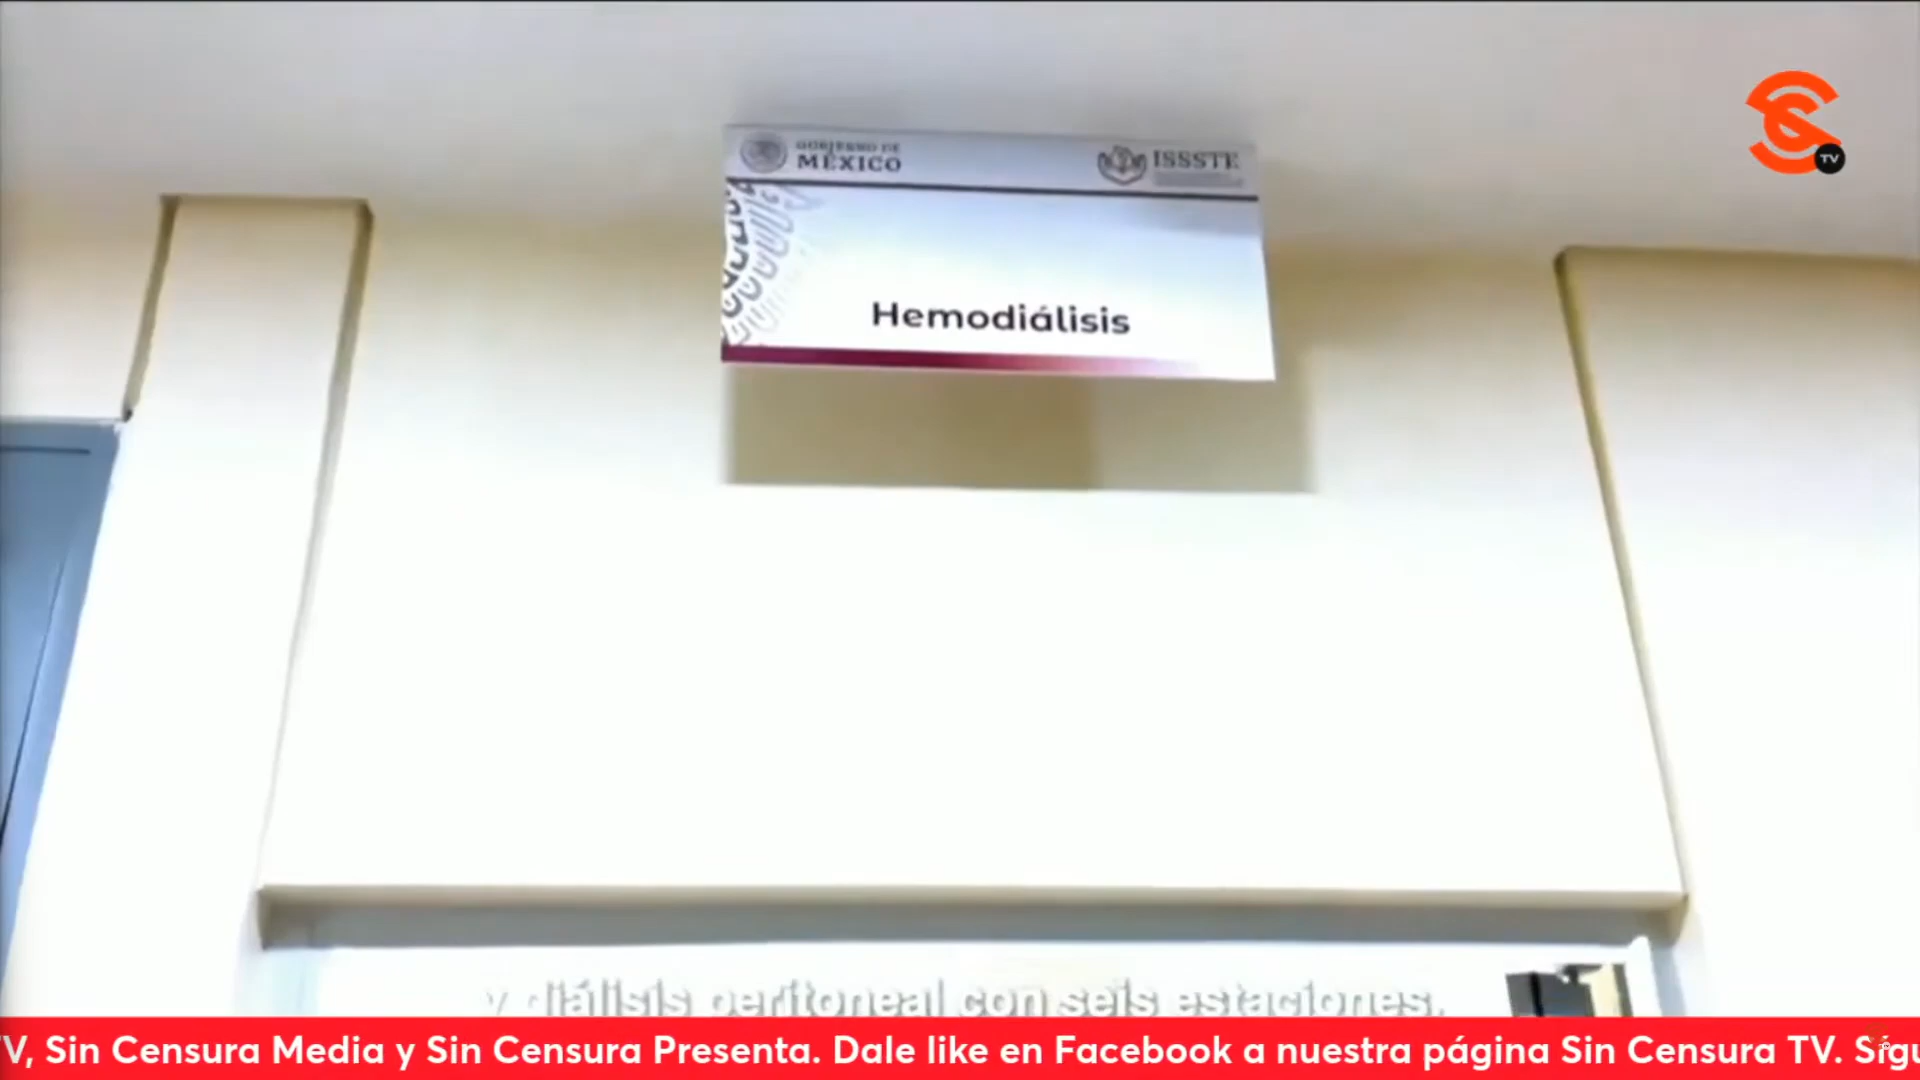 TV
GOBIERNO DE
MÉXICO
ISSSTE
Hemodiálisis
y diálisis peritoneal con seis estaciones.
V, Sin Censura Media y Sin Censura Presenta. Dale like en Facebook a nuestra página Sin Censura TV. Sígu